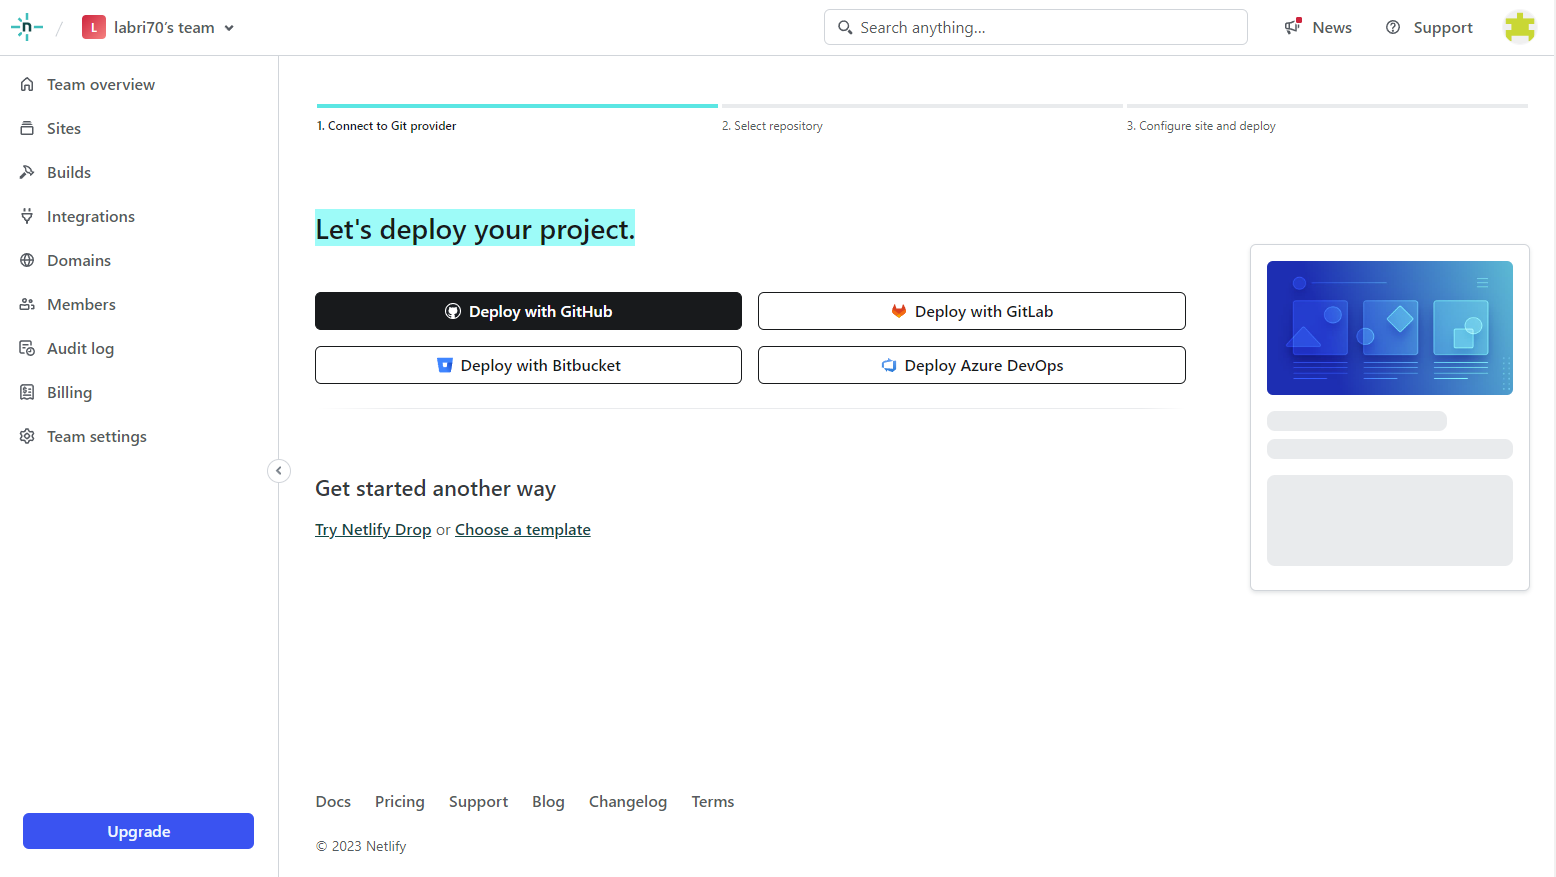 n / L labri70's team
Search anything...
News
Support
Team overview
Sites
Builds
Integrations
Domains
Members
Audit log
Billing
Team settings
Upgrade
1. Connect to Git provider
2. Select repository
3. Configure site and deploy
Let's deploy your project.
Deploy with GitHub
Deploy with GitLab
Deploy with Bitbucket
Deploy Azure DevOps
Get started another way
Try Netlify Drop or Choose a template
Docs Pricing Support Blog Changelog Terms
© 2023 Netlify